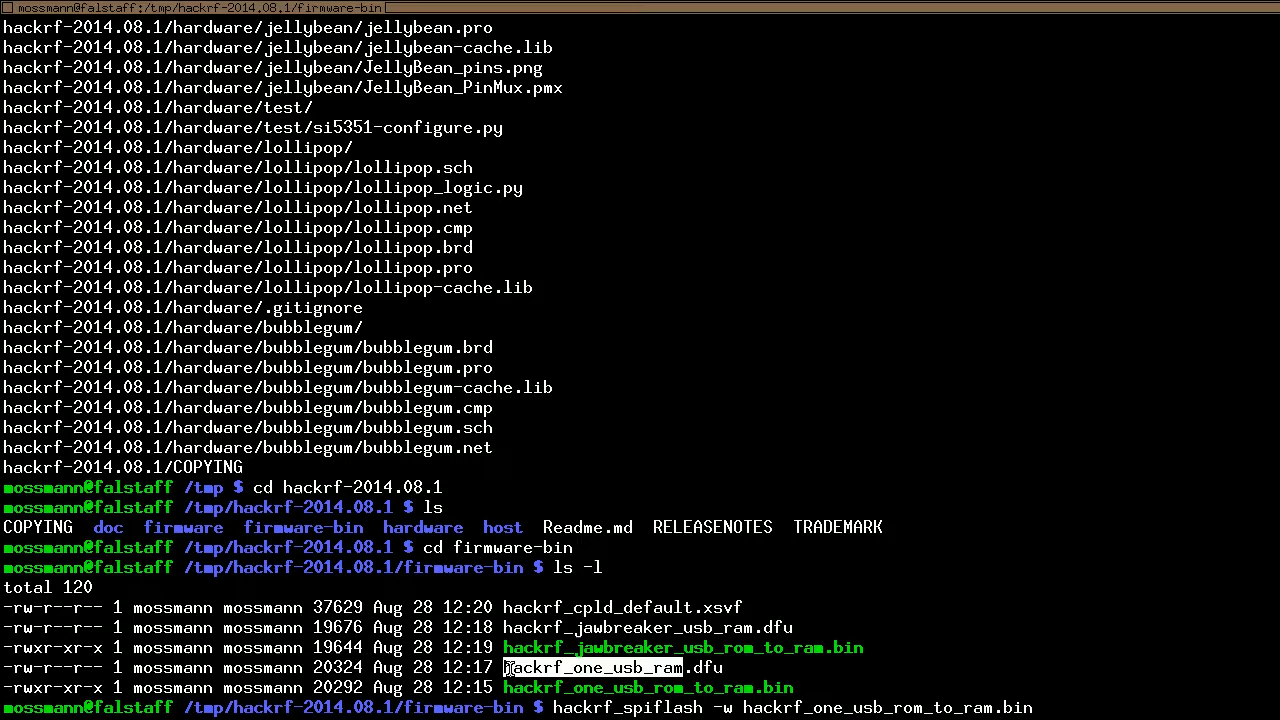 mossmann@falstaff:/tmp/hackrf-2014.08.1/firmware-bin
hackrf-2014.08.1/hardware/jellybean/jellybean.pro
hackrf-2014.08.1/hardware/jellybean/jellybean-cache.lib
hackrf-2014.08.1/hardware/jellybean/JellyBean_pins.png
hackrf-2014.08.1/hardware/jellybean/JellyBean_PinMux.pmx
hackrf-2014.08.1/hardware/test/
hackrf-2014.08.1/hardware/test/si5351-configure.py
hackrf-2014.08.1/hardware/lollipop/
hackrf-2014.08.1/hardware/lollipop/lollipop.sch
hackrf-2014.08.1/hardware/lollipop/lollipop_logic.py
hackrf-2014.08.1/hardware/lollipop/lollipop.net
hackrf-2014.08.1/hardware/lollipop/lollipop.cmp
hackrf-2014.08.1/hardware/lollipop/lollipop.brd
hackrf-2014.08.1/hardware/lollipop/lollipop.pro
hackrf-2014.08.1/hardware/lollipop/lollipop-cache.lib
hackrf-2014.08.1/hardware/.gitignore
hackrf-2014.08.1/hardware/bubblegum/
hackrf-2014.08.1/hardware/bubblegum/bubblegum.brd
hackrf-2014.08.1/hardware/bubblegum/bubblegum.pro
hackrf-2014.08.1/hardware/bubblegum/bubblegum-cache.lib
hackrf-2014.08.1/hardware/bubblegum/bubblegum.cmp
hackrf-2014.08.1/hardware/bubblegum/bubblegum.sch
hackrf-2014.08.1/hardware/bubblegum/bubblegum.net
hackrf-2014.08.1/COPYING
mossmann@falstaff /tmp $ cd hackrf-2014.08.1
mossmann@falstaff /tmp/hackrf-2014.08.1 $ ls
COPYING  doc  firmware  firmware-bin  hardware  host  Readme.md  RELEASENOTES  TRADEMARK
mossmann@falstaff /tmp/hackrf-2014.08.1 $ cd firmware-bin
mossmann@falstaff /tmp/hackrf-2014.08.1/firmware-bin $ ls -l
total 120
-rw-r--r-- 1 mossmann mossmann 37629 Aug 28 12:20 hackrf_cpld_default.xsvf
-rw-r--r-- 1 mossmann mossmann 19676 Aug 28 12:18 hackrf_jawbreaker_usb_ram.dfu
-rwxr-xr-x 1 mossmann mossmann 19644 Aug 28 12:19 hackrf_jawbreaker_usb_rom_to_ram.bin
-rw-r--r-- 1 mossmann mossmann 20324 Aug 28 12:17 hackrf_one_usb_ram.dfu
-rwxr-xr-x 1 mossmann mossmann 20292 Aug 28 12:15 hackrf_one_usb_rom_to_ram.bin
mossmann@falstaff /tmp/hackrf-2014.08.1/firmware-bin $ hackrf_spiflash -w hackrf_one_usb_rom_to_ram.bin